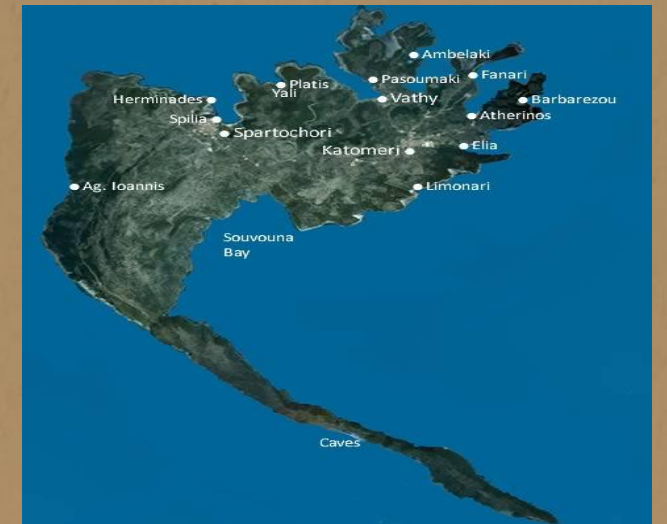 Ambelaki
Fanari
Pasoumaki
Platis
Yali
Vathy
Herminades
Barbarezou
Spilia
Atherinos
Spartochori
Elia
Katomeri
Ag. Ioannis
Limonari
Souvouna
Bay
Caves